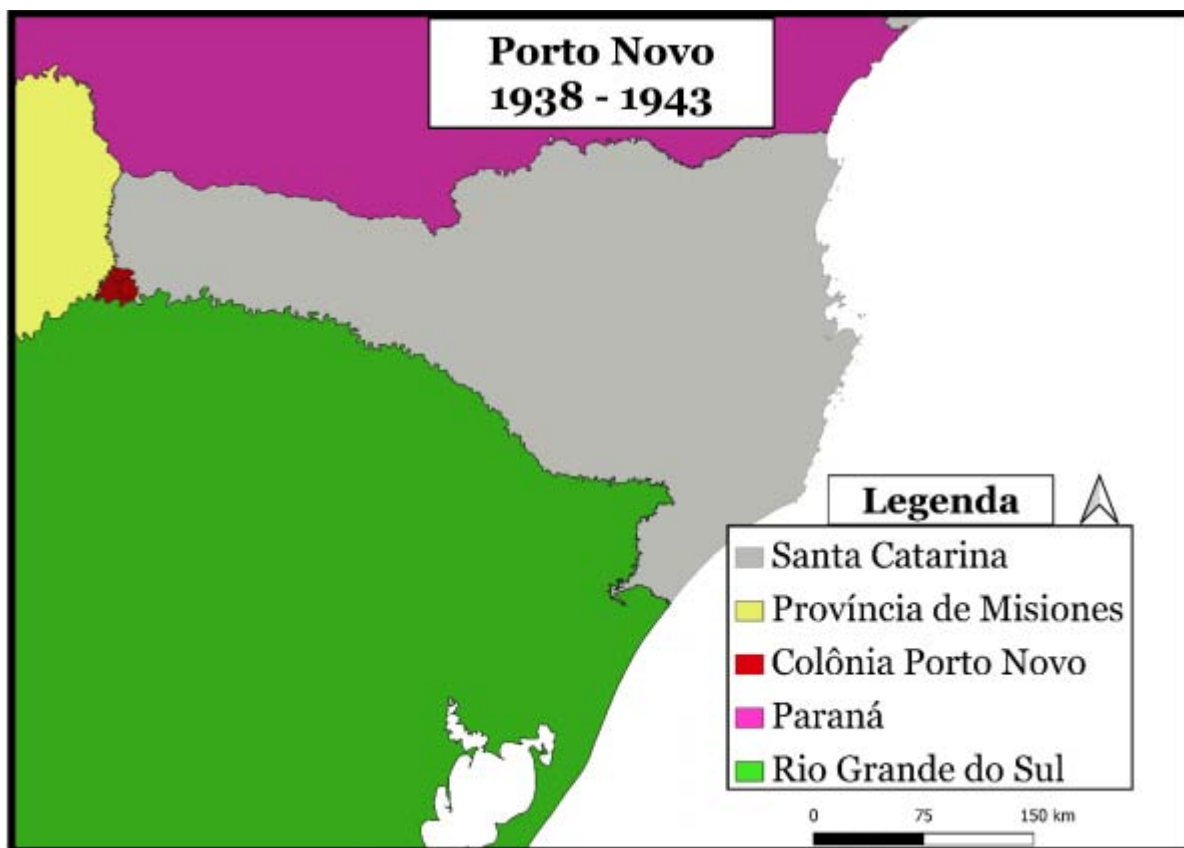 Porto Novo
1938 - 1943
Legenda
Santa Catarina
Província de Misiones
Colônia Porto Novo
Paraná
Rio Grande do Sul
0 75 150 km